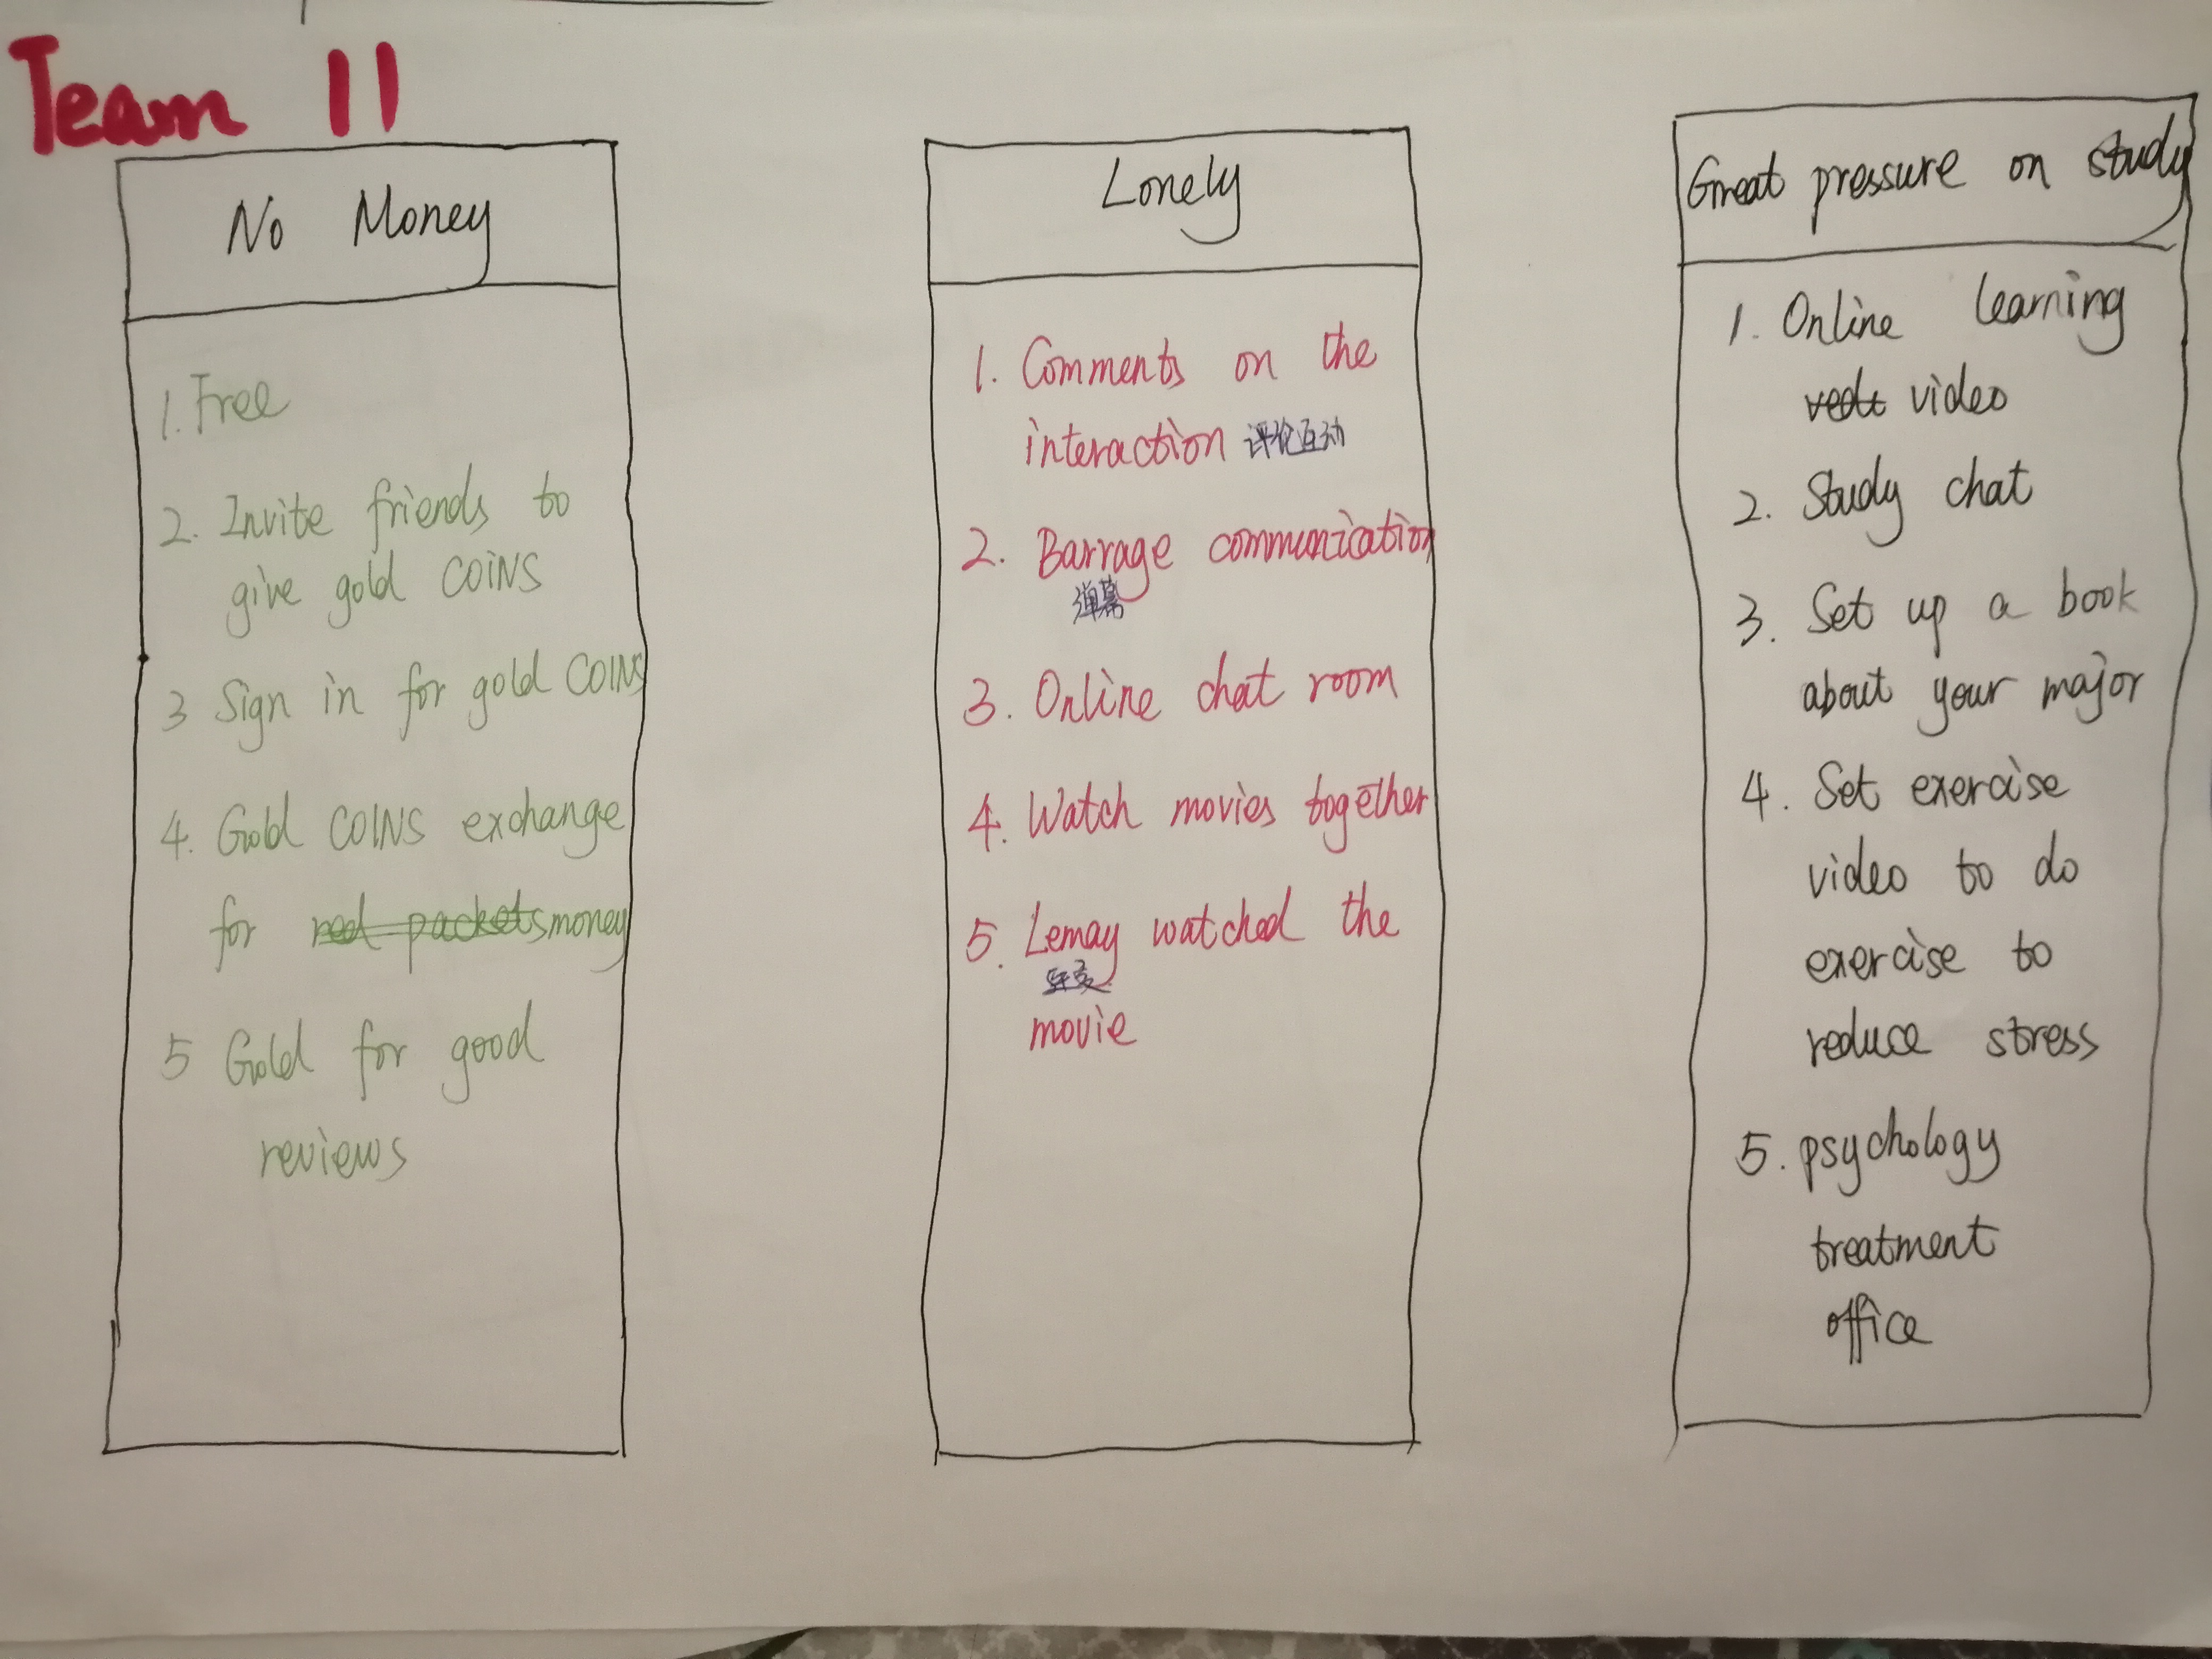 Team 11
No Money
1. Free
2. Invite friends to
give gold COINS
3 Sign in for gold COINS
4. Gold COINS exchange
for red packets money
5 Gold for good
reviews
Lonely
1. Comments on the
interaction 评论互动
2. Barrage communication
弹幕
3. Online chat room
4. Watch movies together
5. Lemay watched the
movie
Great pressure on study
1. Online learning
video
2. Study chat
3. Set up a book
about your major
4. Set exercise
video to do
exercise to
reduce stress
5. psychology
treatment
office